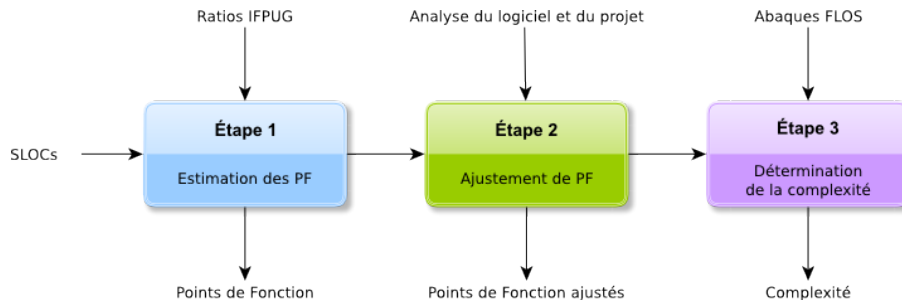 Ratios IFPUG
Analyse du logiciel et du projet
Abaques FLOS
SLOCs
Étape 1
Estimation des PF
Étape 2
Ajustement de PF
Étape 3
Détermination
de la complexité
Points de Fonction
Points de Fonction ajustés
Complexité